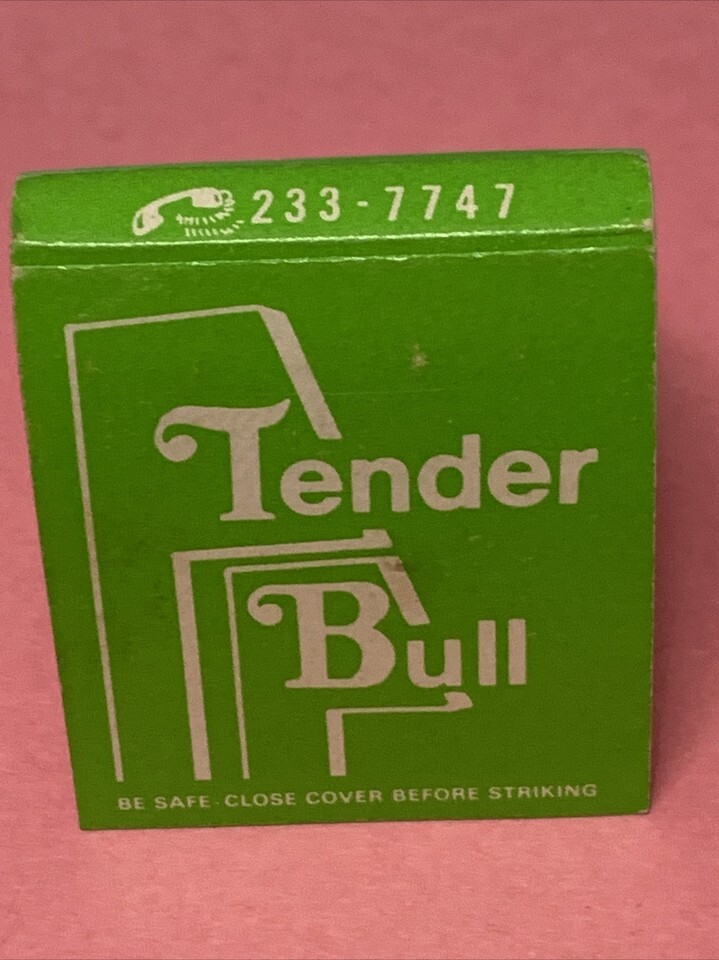 233-7747
Tender
Bull
BE SAFE-CLOSE COVER BEFORE STRIKING